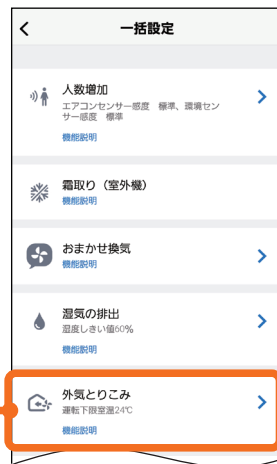 一括設定
人数増加
エアコンセンサー感度 標準、環境セン
サー感度 標準
機能説明
霜取り（室外機）
機能説明
おまかせ換気
機能説明
湿気の排出
湿度しきい値60%
機能説明
外気とりこみ
運転下限室温24℃
機能説明